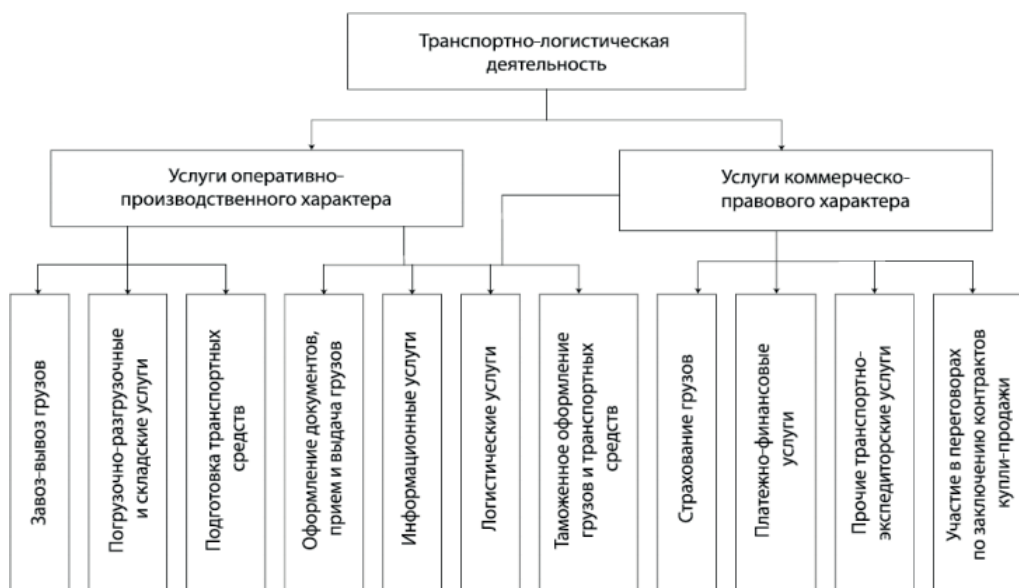 Транспортно-логистическая
деятельность
Услуги оперативно-
производственного характера
Услуги коммерческо-
правового характера
Завоз-вывоз грузов
Погрузочно-разгрузочные
и складские услуги
Подготовка транспортных
средств
Оформление документов,
прием и выдача грузов
Информационные услуги
Логистические услуги
Таможенное оформление
грузов и транспортных
средств
Страхование грузов
Платежно-финансовые
услуги
Прочие транспортно-
экспедиторские услуги
Участие в переговорах
по заключению контрактов
купли-продажи